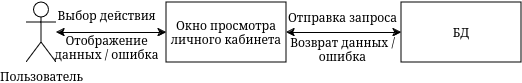 Выбор действия
Отображение
данных / ошибка
Пользователь
Окно просмотра
личного кабинета
Отправка запроса
Возврат данных /
ошибка
БД